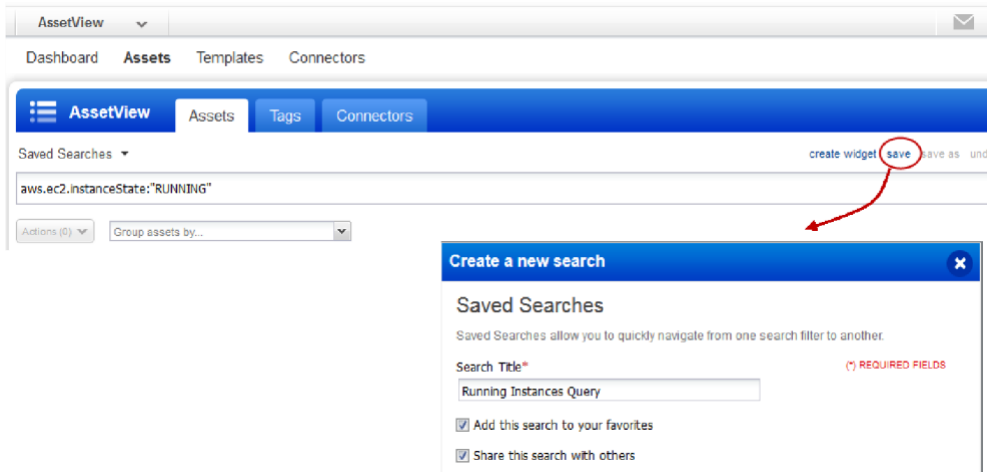 AssetView
Dashboard Assets Templates Connectors
AssetView Assets Tags Connectors
Saved Searches create widget save save as und
aws.ec2.instanceState:"RUNNING"
Actions (0) Group assets by...
Create a new search
Saved Searches
Saved Searches allow you to quickly navigate from one search filter to another.
Search Title* (*) REQUIRED FIELDS
Running Instances Query
Add this search to your favorites
Share this search with others